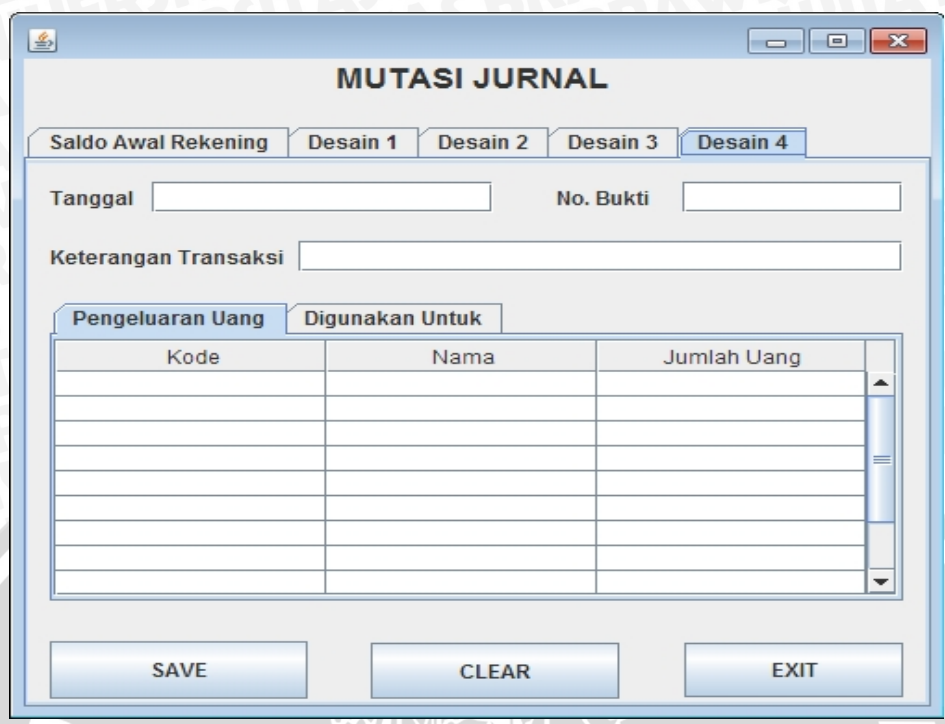 MUTASI JURNAL
Saldo Awal Rekening Desain 1 Desain 2 Desain 3 Desain 4
Tanggal No. Bukti
Keterangan Transaksi
Pengeluaran Uang Digunakan Untuk
Kode Nama Jumlah Uang
SAVE CLEAR EXIT